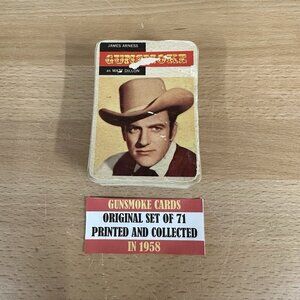 JAMES ARNESS
GUNSMOKE
as MATT DILLON
GUNSMOKE CARDS
ORIGINAL SET OF 71
PRINTED AND COLLECTED
IN 1958